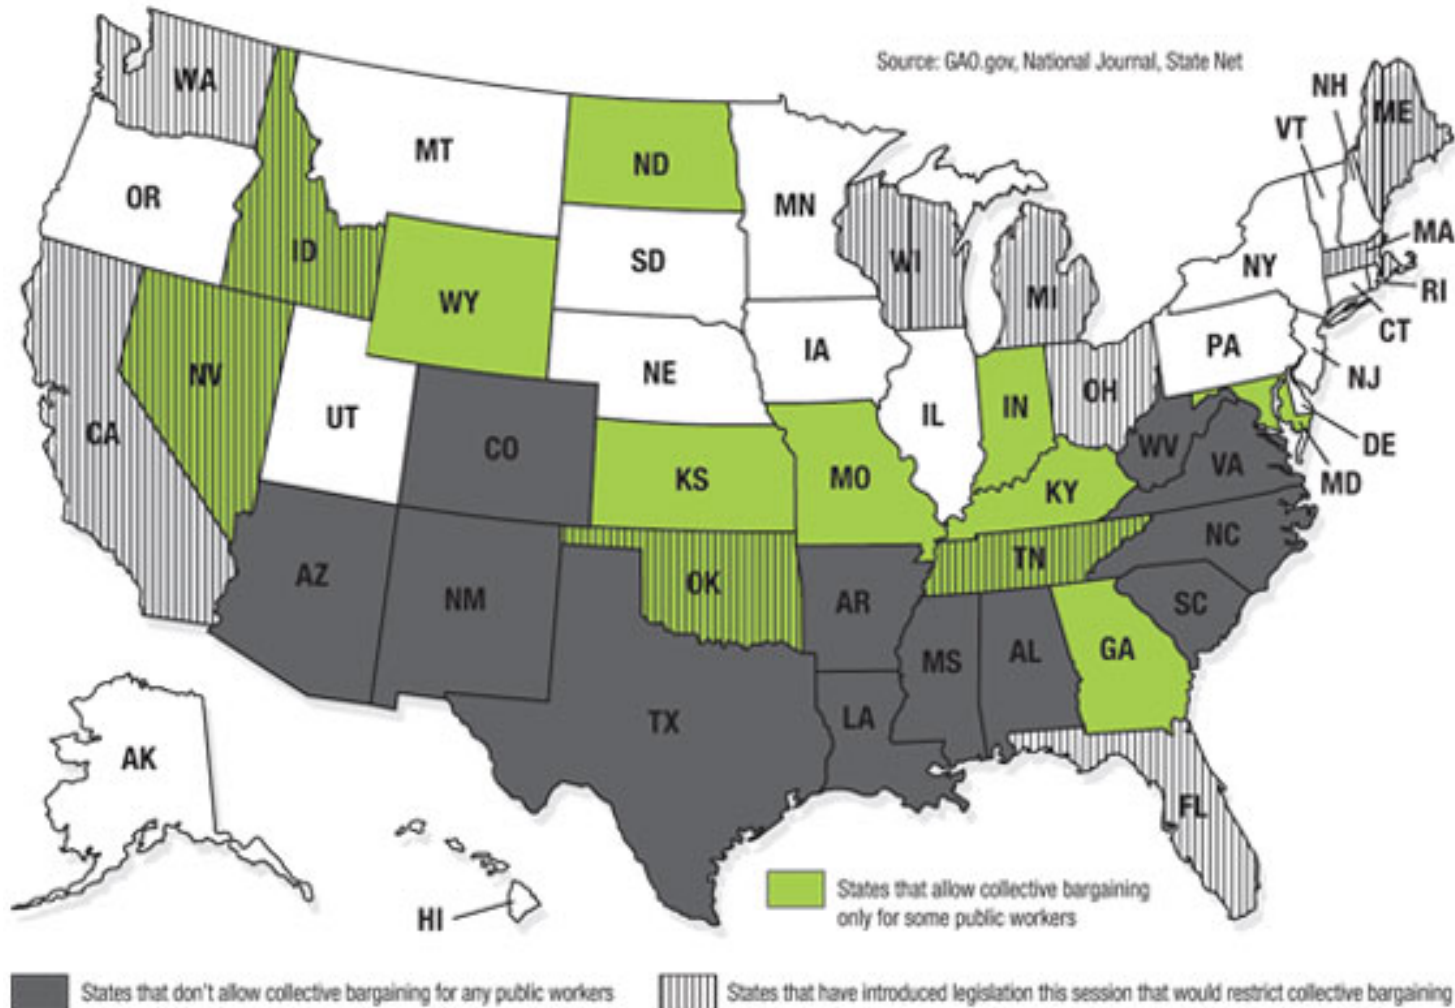 Source: GAO.gov, National Journal, State Net
WA
NH
ME
VT
MT
ND
OR
MN
MA
ID
SD
WI
NY
RI
WY
MI
CT
PA
IA
NJ
NV
NE
OH
UT
IN
DE
CA
IL
CO
WV
VA
MD
KS
MO
KY
NC
TN
AZ
OK
NM
AR
SC
MS
AL
GA
TX
LA
AK
FL
HI
States that allow collective bargaining
only for some public workers
States that don't allow collective bargaining for any public workers
States that have introduced legislation this session that would restrict collective bargaining